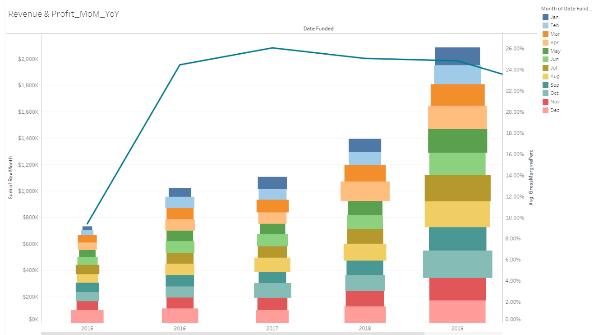 Revenue & Profit_MoM_YoY
Date Funded
$2,000K
$1,800K
$1,600K
$1,400K
$1,200K
$1,000K
$800K
$600K
$400K
$200K
$0K
26.00%
24.00%
22.00%
20.00%
18.00%
16.00%
14.00%
12.00%
10.00%
8.00%
6.00%
4.00%
2.00%
0.00%
2015
2016
2017
2018
2019
Month of Date Fund..
Jan
Feb
Mar
Apr
May
Jun
Jul
Aug
Sep
Oct
Nov
Dec